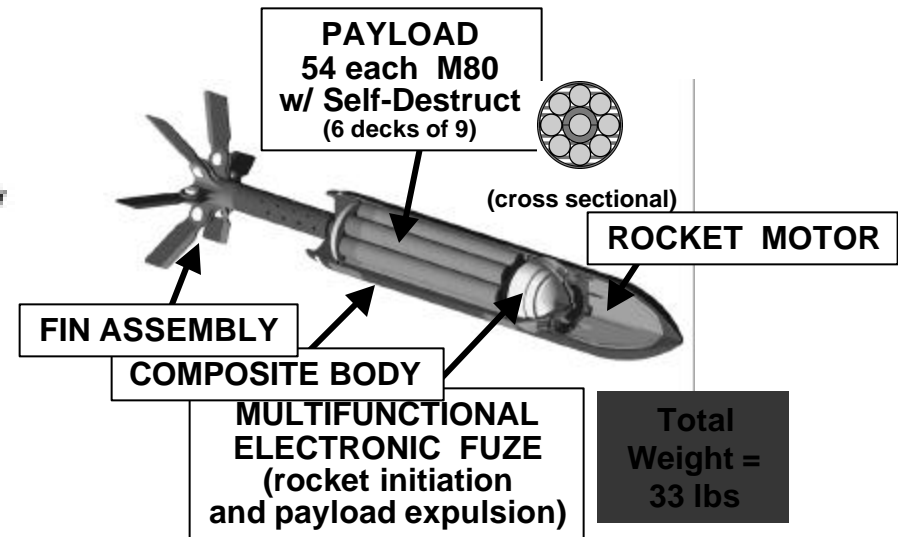 PAYLOAD
54 each M80
w/ Self-Destruct
(6 decks of 9)
(cross sectional)
ROCKET MOTOR
FIN ASSEMBLY
COMPOSITE BODY
MULTIFUNCTIONAL
ELECTRONIC FUZE
(rocket initiation
and payload expulsion)
Total
Weight =
33 lbs